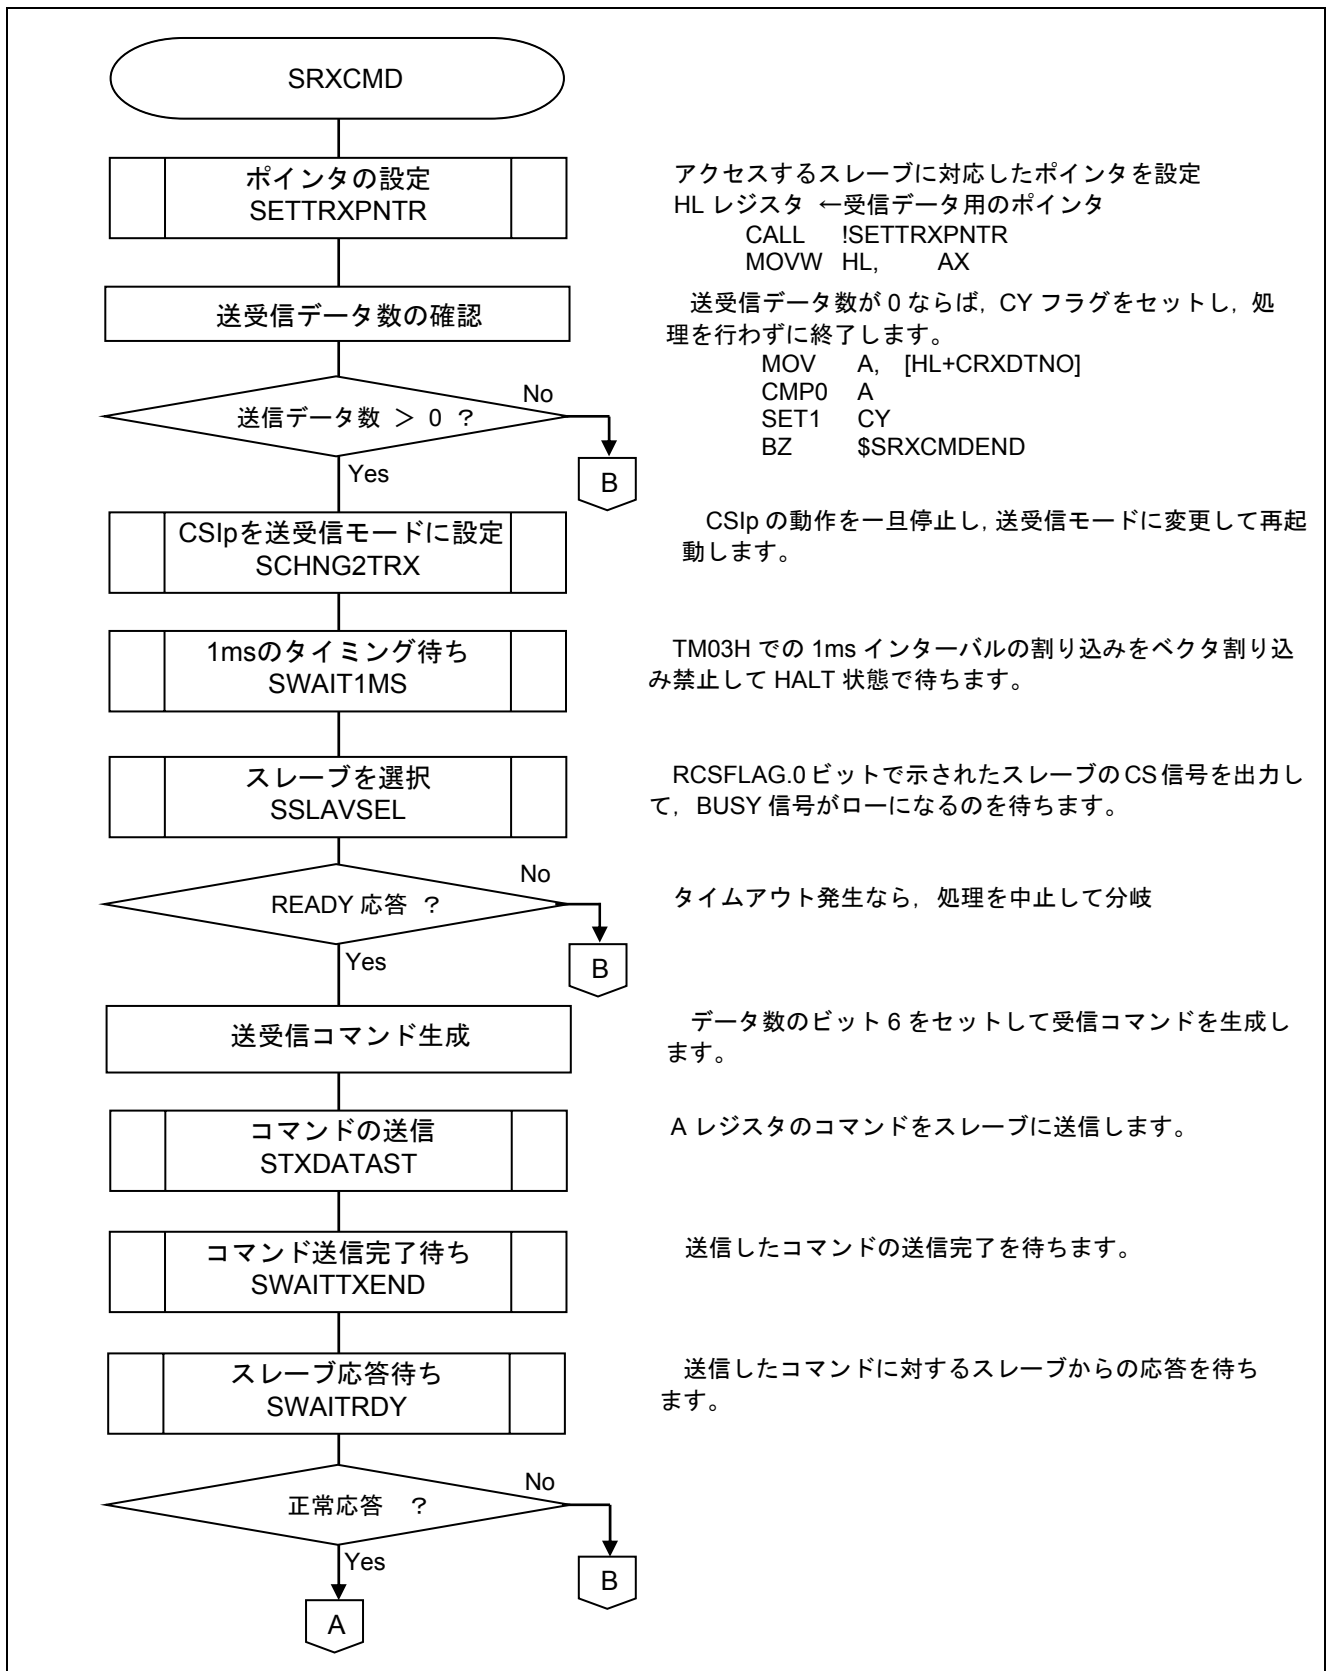 SRXCMD
ポインタの設定
SETTRXPNTR
アクセスするスレーブに対応したポインタを設定
HL レジスタ ←受信データ用のポインタ
CALL !SETTRXPNTR
MOVW HL, AX
送受信データ数の確認
送受信データ数が 0 ならば，CY フラグをセットし，処
理を行わずに終了します。
MOV A, [HL+CRXDTNO]
CMP0 A
SET1 CY
BZ $SRXCMDEND
送信データ数 ＞ 0 ？
No
B
Yes
CSIpを送受信モードに設定
SCHNG2TRX
CSIp の動作を一旦停止し，送受信モードに変更して再起
動します。
1msのタイミング待ち
SWAIT1MS
TM03H での 1ms インターバルの割り込みをベクタ割り込
み禁止して HALT 状態で待ちます。
スレーブを選択
SSLAVSEL
RCSFLAG.0 ビットで示されたスレーブの CS 信号を出力し
て，BUSY 信号がローになるのを待ちます。
READY 応答 ？
No
B
Yes
タイムアウト発生なら，処理を中止して分岐
送受信コマンド生成
データ数のビット 6 をセットして受信コマンドを生成し
ます。
コマンドの送信
STXDATAST
A レジスタのコマンドをスレーブに送信します。
コマンド送信完了待ち
SWAITTXEND
送信したコマンドの送信完了を待ちます。
スレーブ応答待ち
SWAITRDY
送信したコマンドに対するスレーブからの応答を待ち
ます。
正常応答 ？
No
B
Yes
A